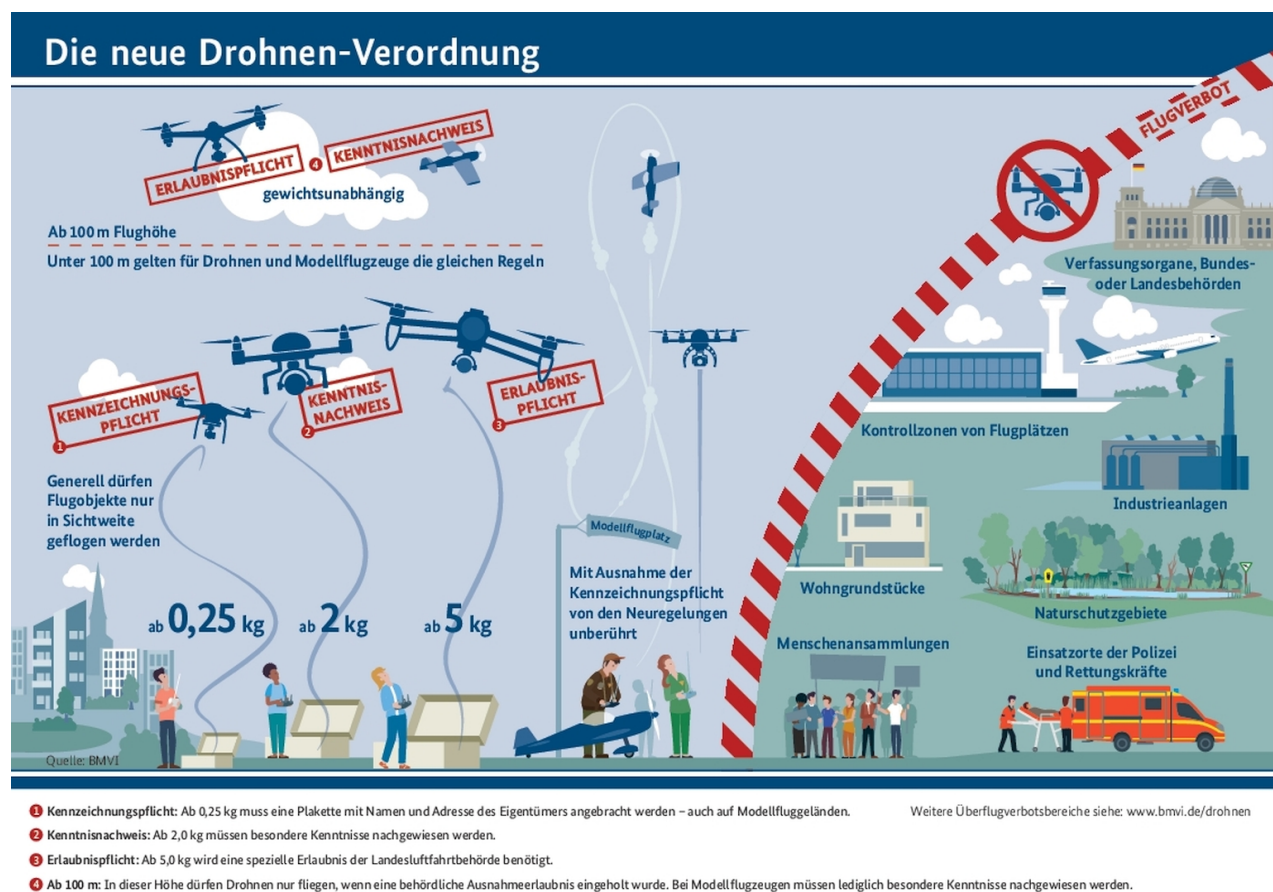 Die neue Drohnen-Verordnung
FLUGVERBOT
ERLAUBNISPFLICHT
4 KENNTNISNACHWEIS
gewichtsunabhängig
Ab 100 m Flughöhe
Unter 100 m gelten für Drohnen und Modellflugzeuge die gleichen Regeln
KENNZEICHNUNGS-
PFLICHT
1
KENNTNIS-
NACHWEIS
2
ERLAUBNIS-
PFLICHT
3
Generell dürfen
Flugobjekte nur
in Sichtweite
geflogen werden
ab 0,25 kg
ab 2 kg
ab 5 kg
Modellflugplatz
Mit Ausnahme der
Kennzeichnungspflicht
von den Neuregelungen
unberührt
Verfassungsorgane, Bundes-
oder Landesbehörden
Kontrollzonen von Flugplätzen
Industrieanlagen
Wohngrundstücke
Naturschutzgebiete
Menschenansammlungen
Einsatzorte der Polizei
und Rettungskräfte
Quelle: BMVI
1 Kennzeichnungspflicht: Ab 0,25 kg muss eine Plakette mit Namen und Adresse des Eigentümers angebracht werden – auch auf Modellfluggeländen.
Weitere Überflugverbotsbereiche siehe: www.bmvi.de/drohnen
2 Kenntnisnachweis: Ab 2,0 kg müssen besondere Kenntnisse nachgewiesen werden.
3 Erlaubnispflicht: Ab 5,0 kg wird eine spezielle Erlaubnis der Landesluftfahrtbehörde benötigt.
4 Ab 100 m: In dieser Höhe dürfen Drohnen nur fliegen, wenn eine behördliche Ausnahmeerlaubnis eingeholt wurde. Bei Modellflugzeugen müssen lediglich besondere Kenntnisse nachgewiesen werden.